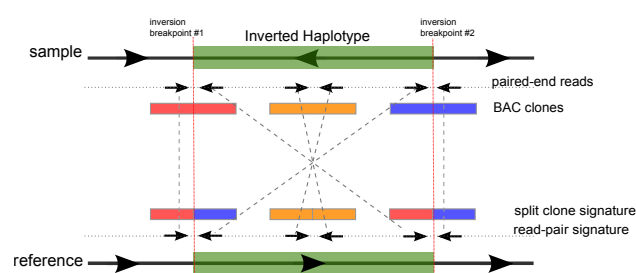 inversion
breakpoint #1
Inverted Haplotype
inversion
breakpoint #2
sample
paired-end reads
BAC clones
split clone signature
read-pair signature
reference